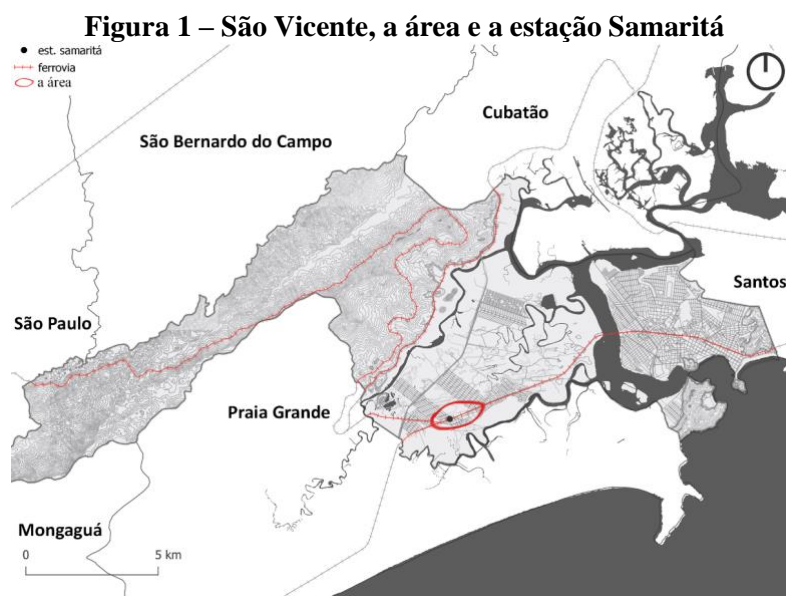 Figura 1 – São Vicente, a área e a estação Samaritá
est. samaritá
ferrovia
a área
Cubatão
São Bernardo do Campo
Santos
São Paulo
Praia Grande
Mongaguá
0 5 km